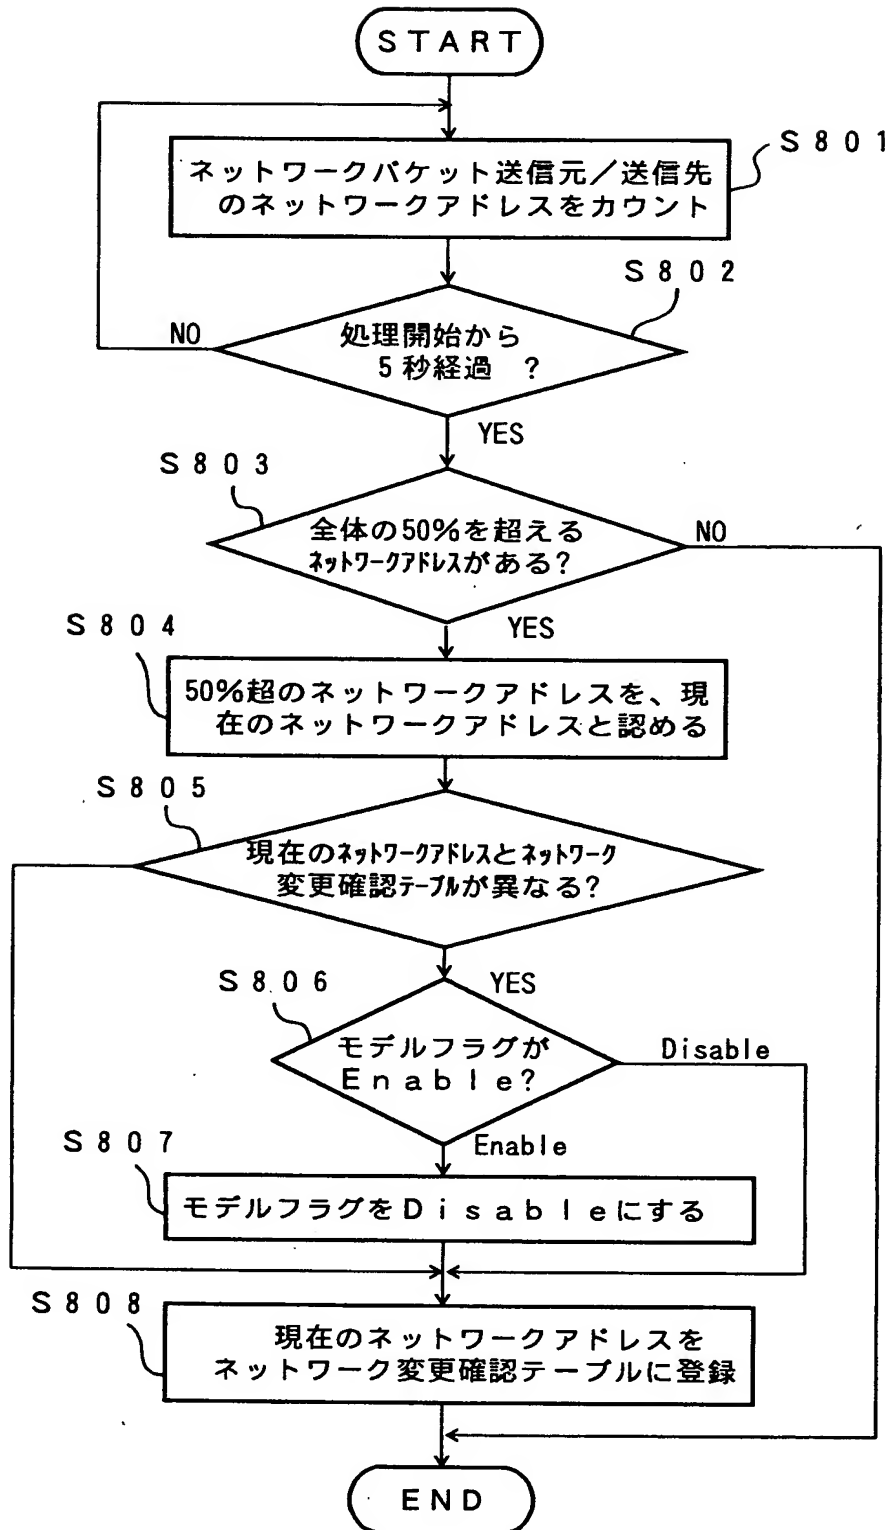 START
S801
ネットワークパケット送信元／送信先
のネットワークアドレスをカウント
S802
処理開始から
5秒経過 ？
NO
YES
S803
全体の50%を超える
ネットワークアドレスがある?
NO
YES
S804
50%超のネットワークアドレスを、現
在のネットワークアドレスと認める
S805
現在のネットワークアドレスとネットワーク
変更確認テーブルが異なる?
YES
S806
モデルフラグが
Enable?
Disable
Enable
S807
モデルフラグをDisableにする
S808
現在のネットワークアドレスを
ネットワーク変更確認テーブルに登録
END